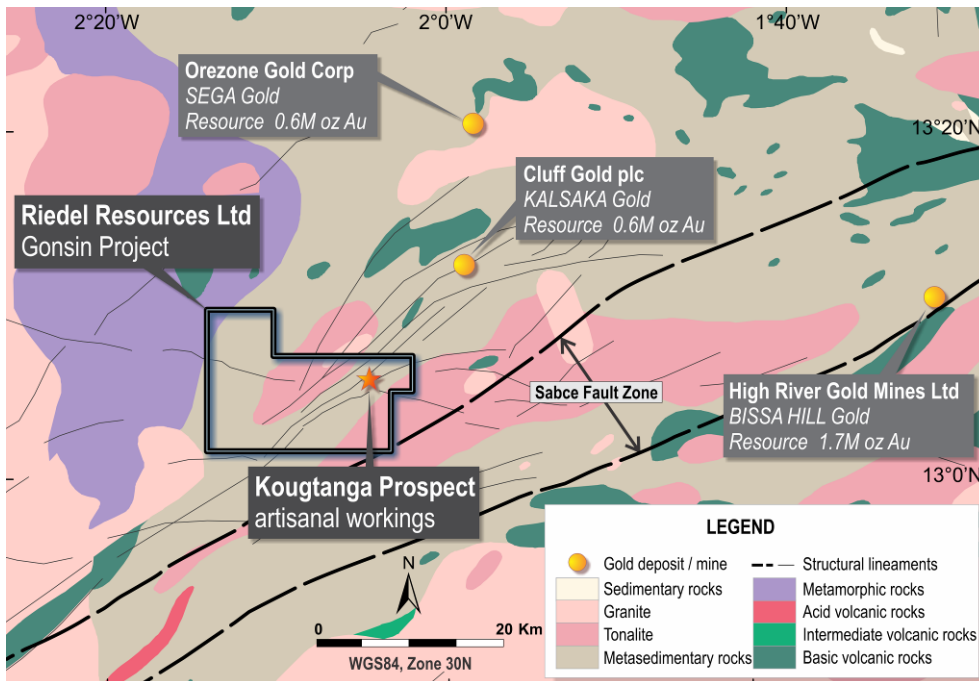 2°20'W
2°0'W
1°40'W
Orezone Gold Corp
SEGA Gold
Resource 0.6M oz Au
13°20'N
Cluff Gold plc
KALSAKA Gold
Resource 0.6M oz Au
Riedel Resources Ltd
Gonsin Project
Sabce Fault Zone
High River Gold Mines Ltd
BISSA HILL Gold
Resource 1.7M oz Au
Kougtanga Prospect
artisanal workings
13°0'N
LEGEND
Gold deposit / mine
Sedimentary rocks
Granite
Tonalite
Metasedimentary rocks
Structural lineaments
Metamorphic rocks
Acid volcanic rocks
Intermediate volcanic rocks
Basic volcanic rocks
N
0 20 Km
WGS84, Zone 30N